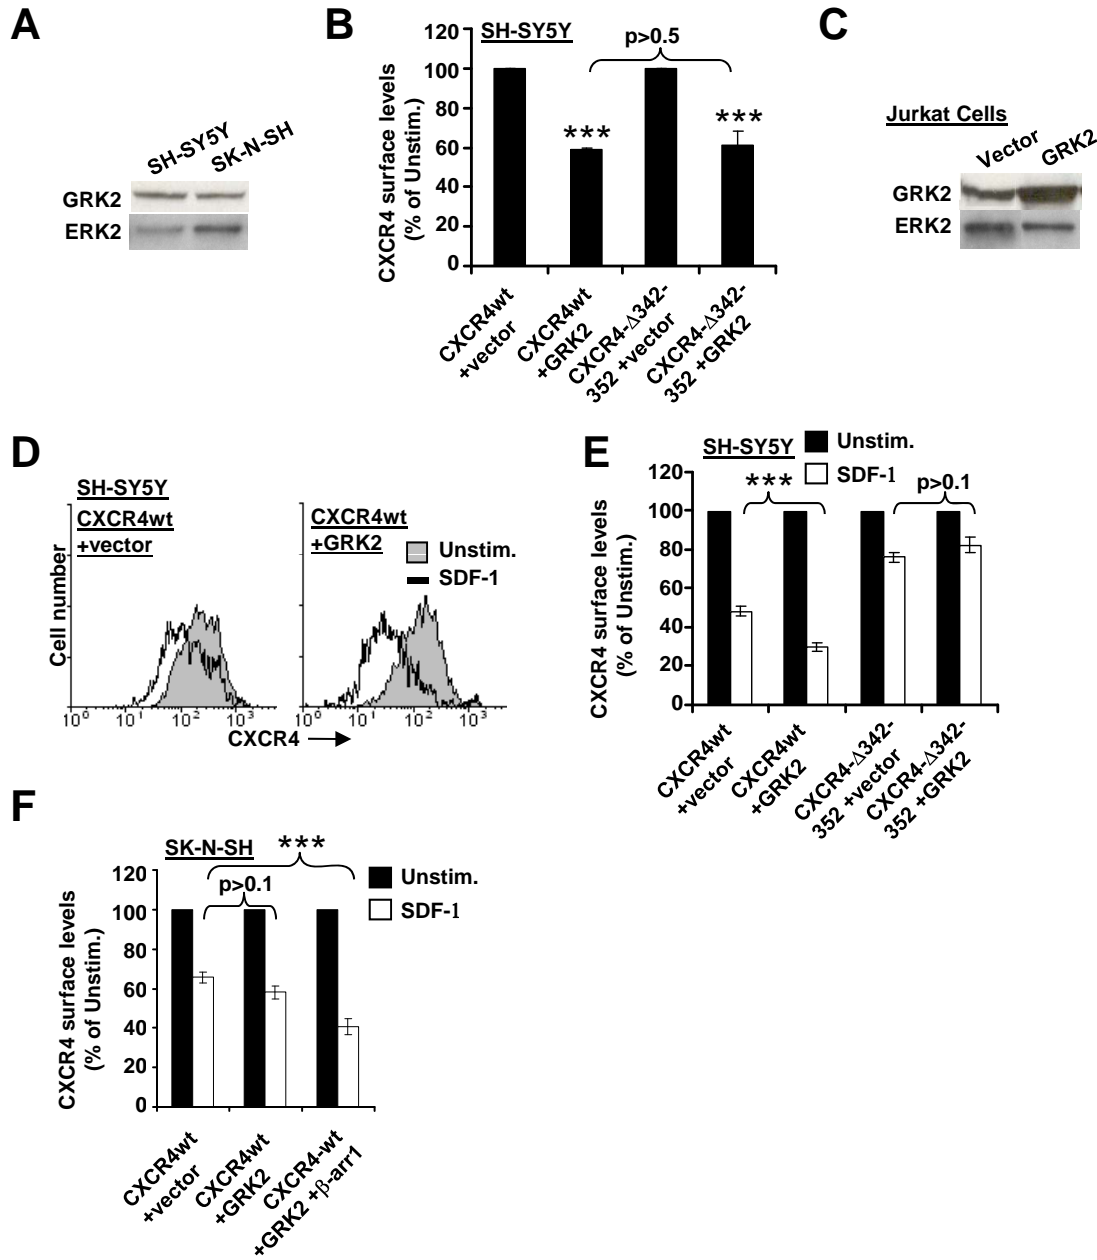 A
SH-SY5Y
SK-N-SH
GRK2
ERK2
B
SH-SY5Y
p>0.5
***
***
CXCR4 surface levels
(% of Unstim.)
120
100
80
60
40
20
0
CXCR4wt
+vector
CXCR4wt
+GRK2
CXCR4-Δ342-
352 +vector
CXCR4-Δ342-
352 +GRK2
C
Jurkat Cells
Vector
GRK2
GRK2
ERK2
D
SH-SY5Y
CXCR4wt
+vector
CXCR4wt
+GRK2
Unstim.
SDF-1
Cell number
10⁰ 10¹ 10² 10³
10⁰ 10¹ 10² 10³
CXCR4
E
SH-SY5Y
Unstim.
SDF-1
***
p>0.1
CXCR4 surface levels
(% of Unstim.)
120
100
80
60
40
20
0
CXCR4wt
+vector
CXCR4wt
+GRK2
CXCR4-Δ342-
352 +vector
CXCR4-Δ342-
352 +GRK2
F
SK-N-SH
***
p>0.1
Unstim.
SDF-1
CXCR4 surface levels
(% of Unstim.)
120
100
80
60
40
20
0
CXCR4wt
+vector
CXCR4wt
+GRK2
CXCR4-wt
+GRK2 +β-arr1